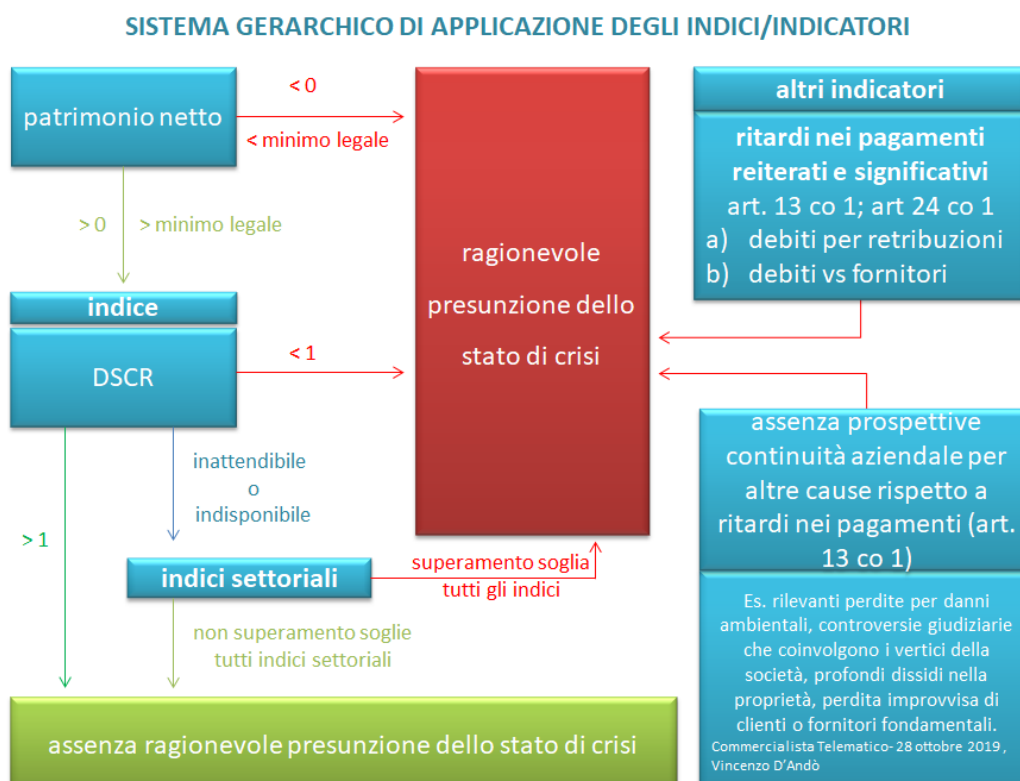 SISTEMA GERARCHICO DI APPLICAZIONE DEGLI INDICI/INDICATORI
patrimonio netto
< 0
< minimo legale
> 0
> minimo legale
indice
DSCR
< 1
inattendibile
o
indisponibile
> 1
indici settoriali
superamento soglia
tutti gli indici
non superamento soglie
tutti indici settoriali
assenza ragionevole presunzione dello stato di crisi
ragionevole
presunzione dello
stato di crisi
altri indicatori
ritardi nei pagamenti
reiterati e significativi
art. 13 co 1; art 24 co 1
a) debiti per retribuzioni
b) debiti vs fornitori
assenza prospettive
continuità aziendale per
altre cause rispetto a
ritardi nei pagamenti (art.
13 co 1)
Es. rilevanti perdite per danni
ambientali, controversie giudiziarie
che coinvolgono i vertici della
società, profondi dissidi nella
proprietà, perdita improvvisa di
clienti o fornitori fondamentali.
Commercialista Telematico- 28 ottobre 2019 ,
Vincenzo D’Andò